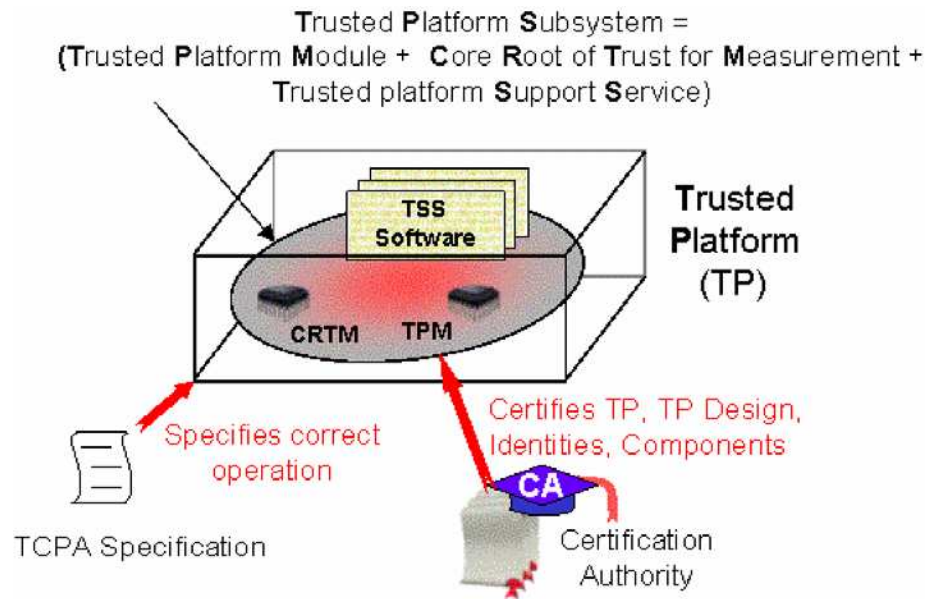 Trusted Platform Subsystem =
(Trusted Platform Module + Core Root of Trust for Measurement +
Trusted platform Support Service)
TSS
Software
Trusted
Platform
(TP)
CRTM
TPM
Certifies TP, TP Design,
Identities, Components
Specifies correct
operation
CA
TCPA Specification
Certification
Authority